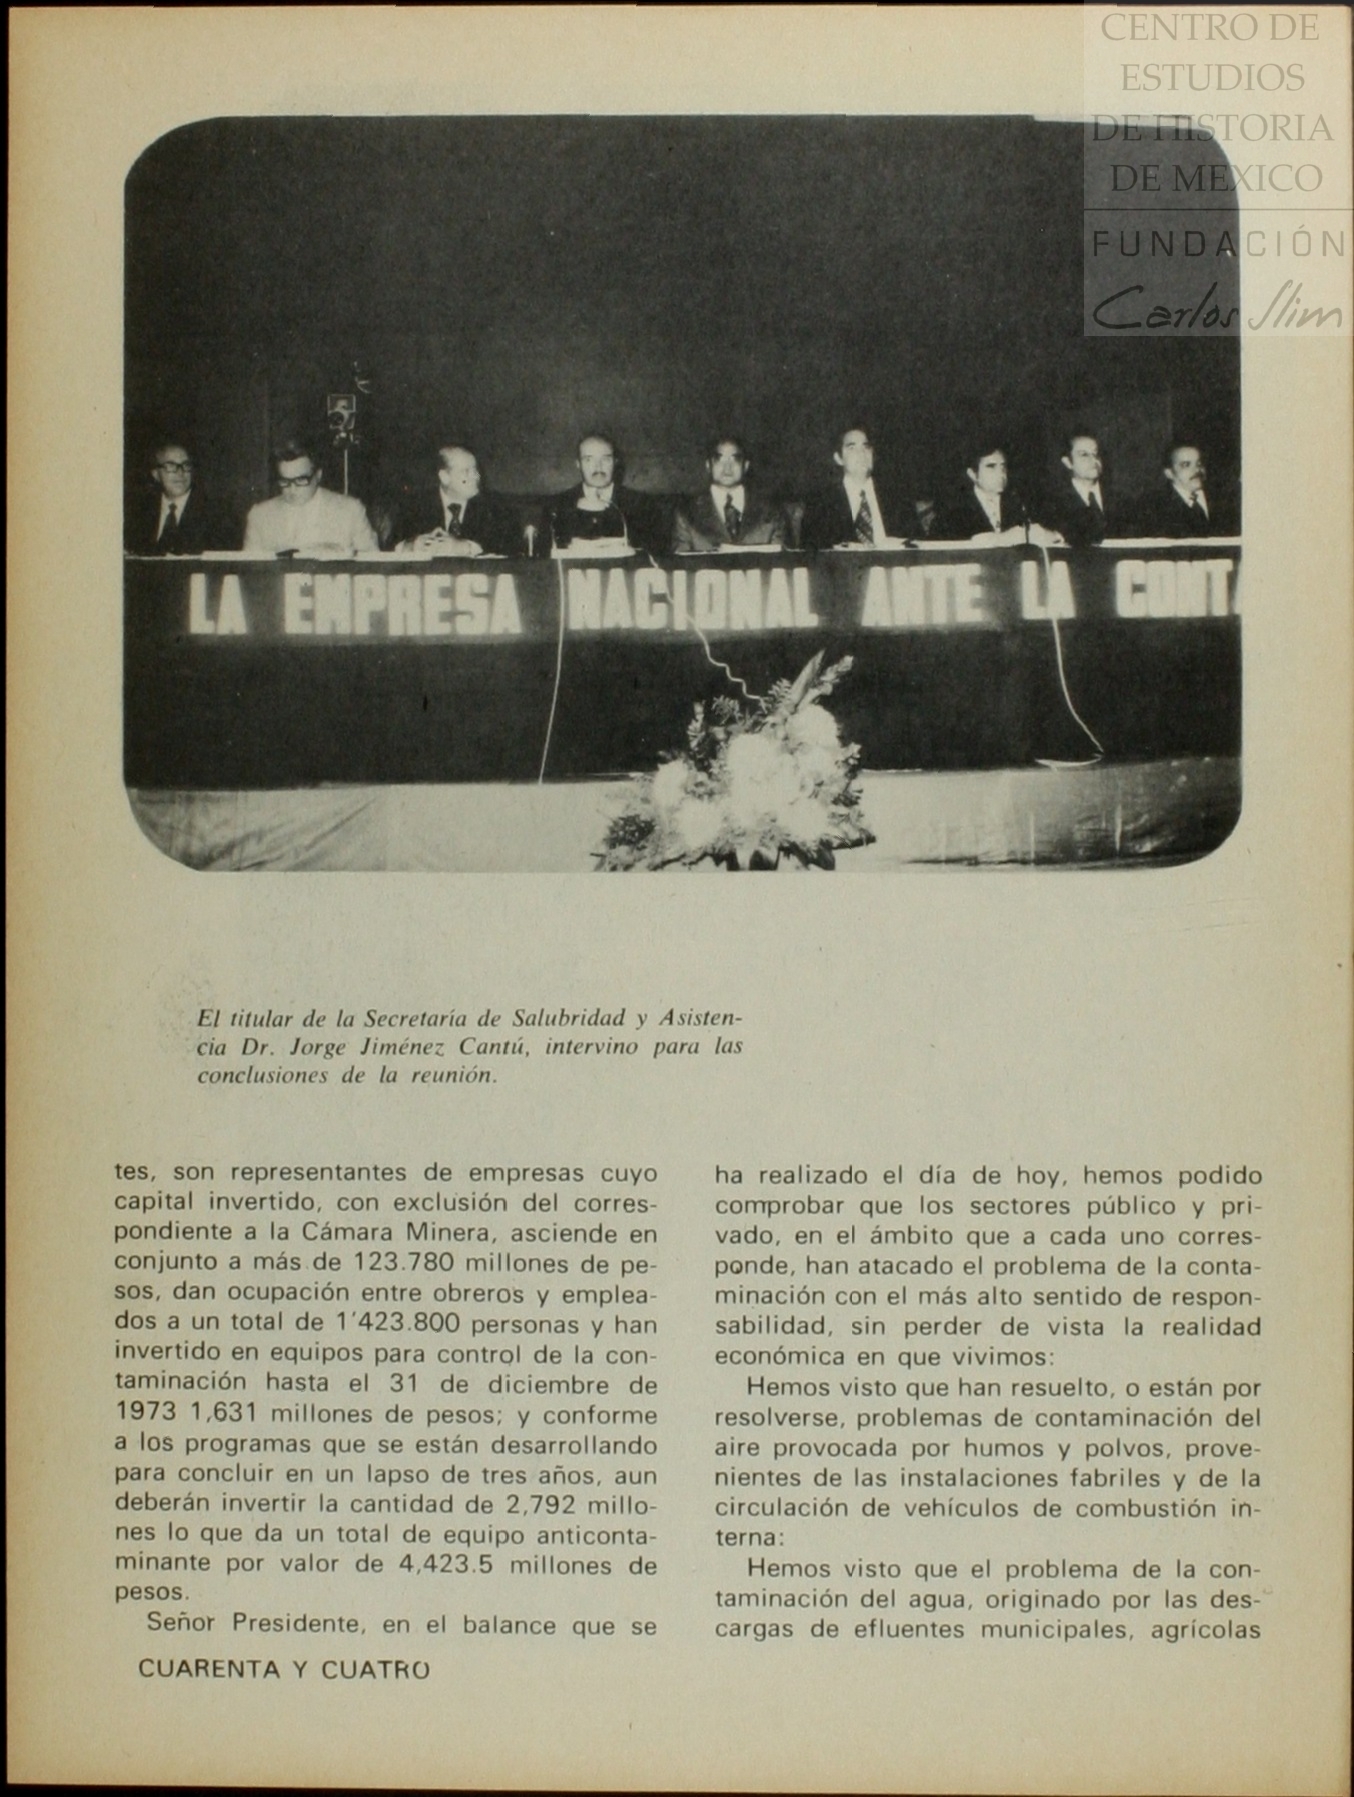 CENTRO DE
ESTUDIOS
DE HISTORIA
DE MEXICO
FUNDACIÓN
Carlos Slim
LA EMPRESA NACIONAL ANTE LA CONTA
El titular de la Secretaría de Salubridad y Asisten-
cia Dr. Jorge Jiménez Cantú, intervino para las
conclusiones de la reunión.
tes, son representantes de empresas cuyo
capital invertido, con exclusión del corres-
pondiente a la Cámara Minera, asciende en
conjunto a más de 123.780 millones de pe-
sos, dan ocupación entre obreros y emplea-
dos a un total de 1'423.800 personas y han
invertido en equipos para control de la con-
taminación hasta el 31 de diciembre de
1973 1,631 millones de pesos; y conforme
a los programas que se están desarrollando
para concluir en un lapso de tres años, aun
deberán invertir la cantidad de 2,792 millo-
nes lo que da un total de equipo anticonta-
minante por valor de 4,423.5 millones de
pesos.
Señor Presidente, en el balance que se
ha realizado el día de hoy, hemos podido
comprobar que los sectores público y pri-
vado, en el ámbito que a cada uno corres-
ponde, han atacado el problema de la conta-
minación con el más alto sentido de respon-
sabilidad, sin perder de vista la realidad
económica en que vivimos:
Hemos visto que han resuelto, o están por
resolverse, problemas de contaminación del
aire provocada por humos y polvos, prove-
nientes de las instalaciones fabriles y de la
circulación de vehículos de combustión in-
terna:
Hemos visto que el problema de la con-
taminación del agua, originado por las des-
cargas de efluentes municipales, agrícolas
CUARENTA Y CUATRO